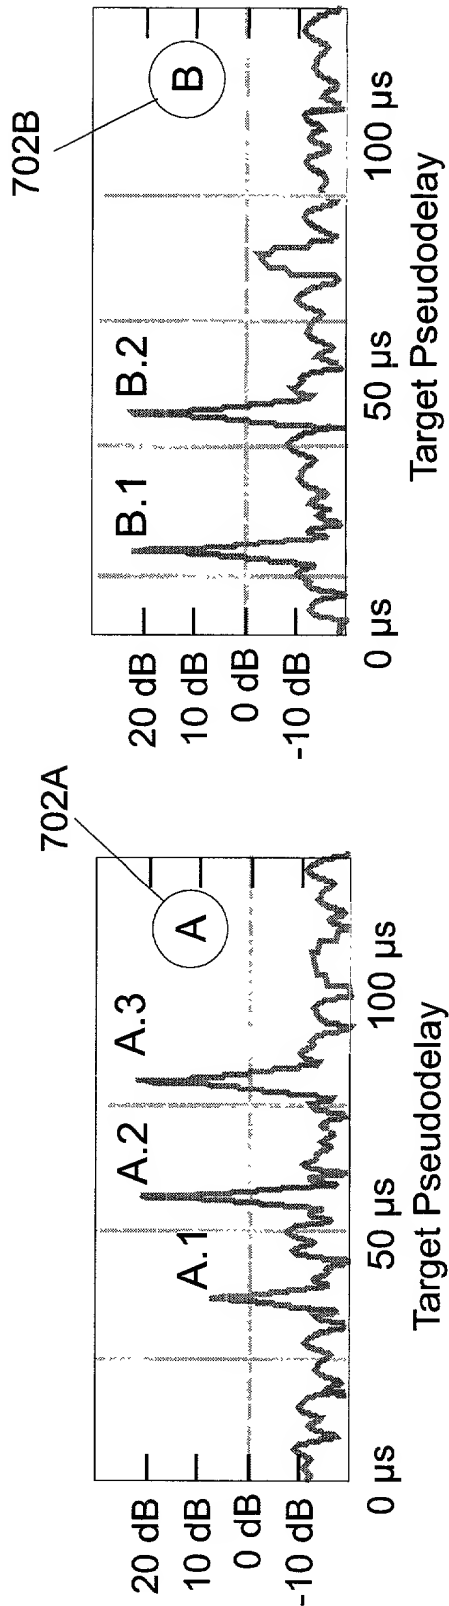 702A
A
A.1
A.2
A.3
20 dB
10 dB
0 dB
-10 dB
0 µs
50 µs
100 µs
Target Pseudodelay
702B
B
B.1
B.2
20 dB
10 dB
0 dB
-10 dB
0 µs
50 µs
100 µs
Target Pseudodelay